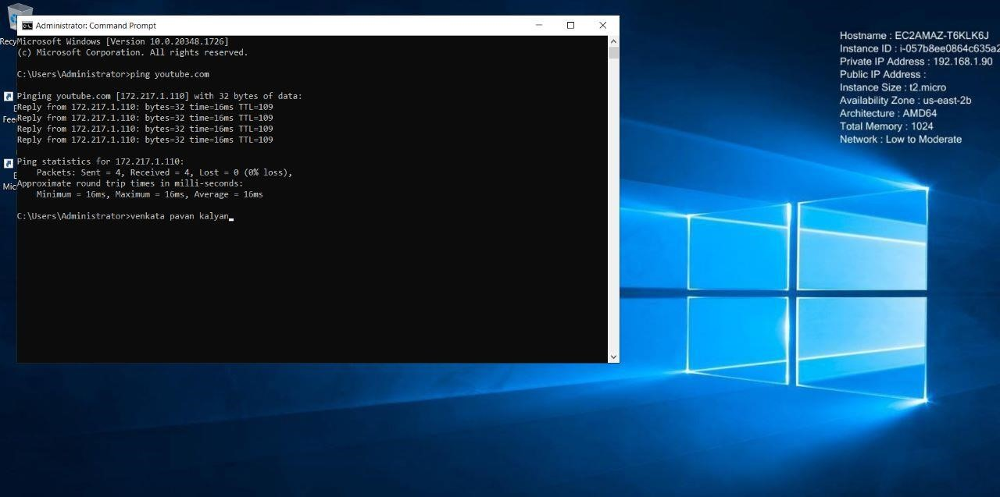 Administrator: Command Prompt
Microsoft Windows [Version 10.0.20348.1726]
(c) Microsoft Corporation. All rights reserved.
C:\Users\Administrator>ping youtube.com
Pinging youtube.com [172.217.1.110] with 32 bytes of data:
Reply from 172.217.1.110: bytes=32 time=16ms TTL=109
Reply from 172.217.1.110: bytes=32 time=16ms TTL=109
Reply from 172.217.1.110: bytes=32 time=16ms TTL=109
Reply from 172.217.1.110: bytes=32 time=16ms TTL=109
Ping statistics for 172.217.1.110:
Packets: Sent = 4, Received = 4, Lost = 0 (0% loss),
Approximate round trip times in milli-seconds:
Minimum = 16ms, Maximum = 16ms, Average = 16ms
C:\Users\Administrator>venkata pavan kalyan
Hostname : EC2AMAZ-T6KLK6J
Instance ID : i-057b8ee0864c635a2
Private IP Address : 192.168.1.90
Public IP Address :
Instance Size : t2.micro
Availability Zone : us-east-2b
Architecture : AMD64
Total Memory : 1024
Network : Low to Moderate